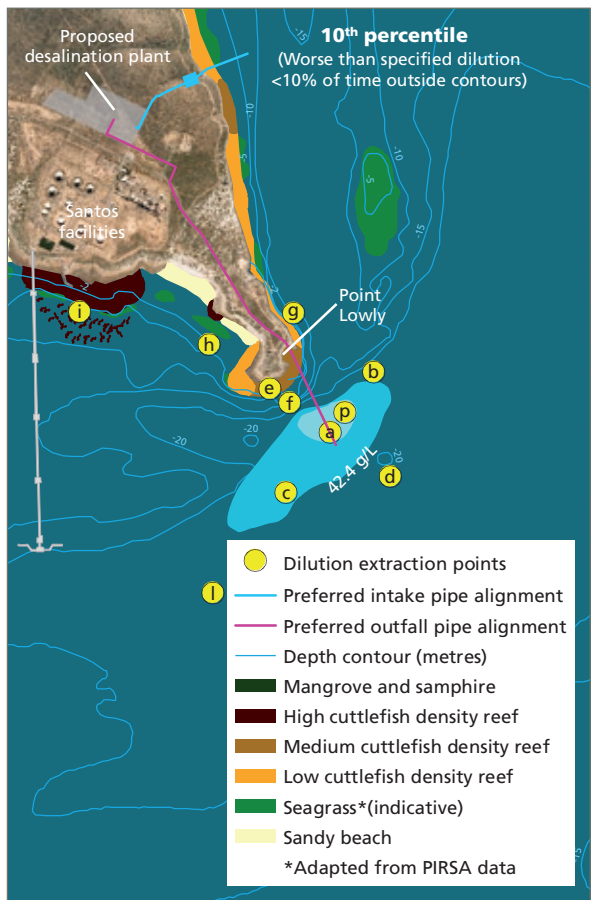 10th percentile
(Worse than specified dilution
<10% of time outside contours)
Proposed
desalination plant
-15
-10
-10
-5
-5
-15
Santos
facilities
-2
-2
Point
Lowly
g
i
h
b
e
f
p
a
-20
-20
-20
42.4 g/L
d
c
l
Dilution extraction points
Preferred intake pipe alignment
Preferred outfall pipe alignment
Depth contour (metres)
Mangrove and samphire
High cuttlefish density reef
Medium cuttlefish density reef
Low cuttlefish density reef
Seagrass*(indicative)
Sandy beach
*Adapted from PIRSA data
-15